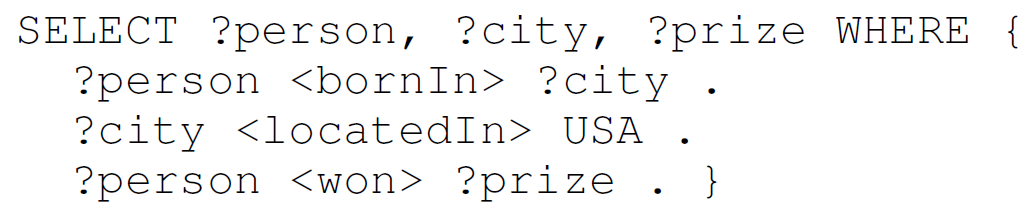 SELECT ?person, ?city, ?prize WHERE {
?person <bornIn> ?city .
?city <locatedIn> USA .
?person <won> ?prize . }